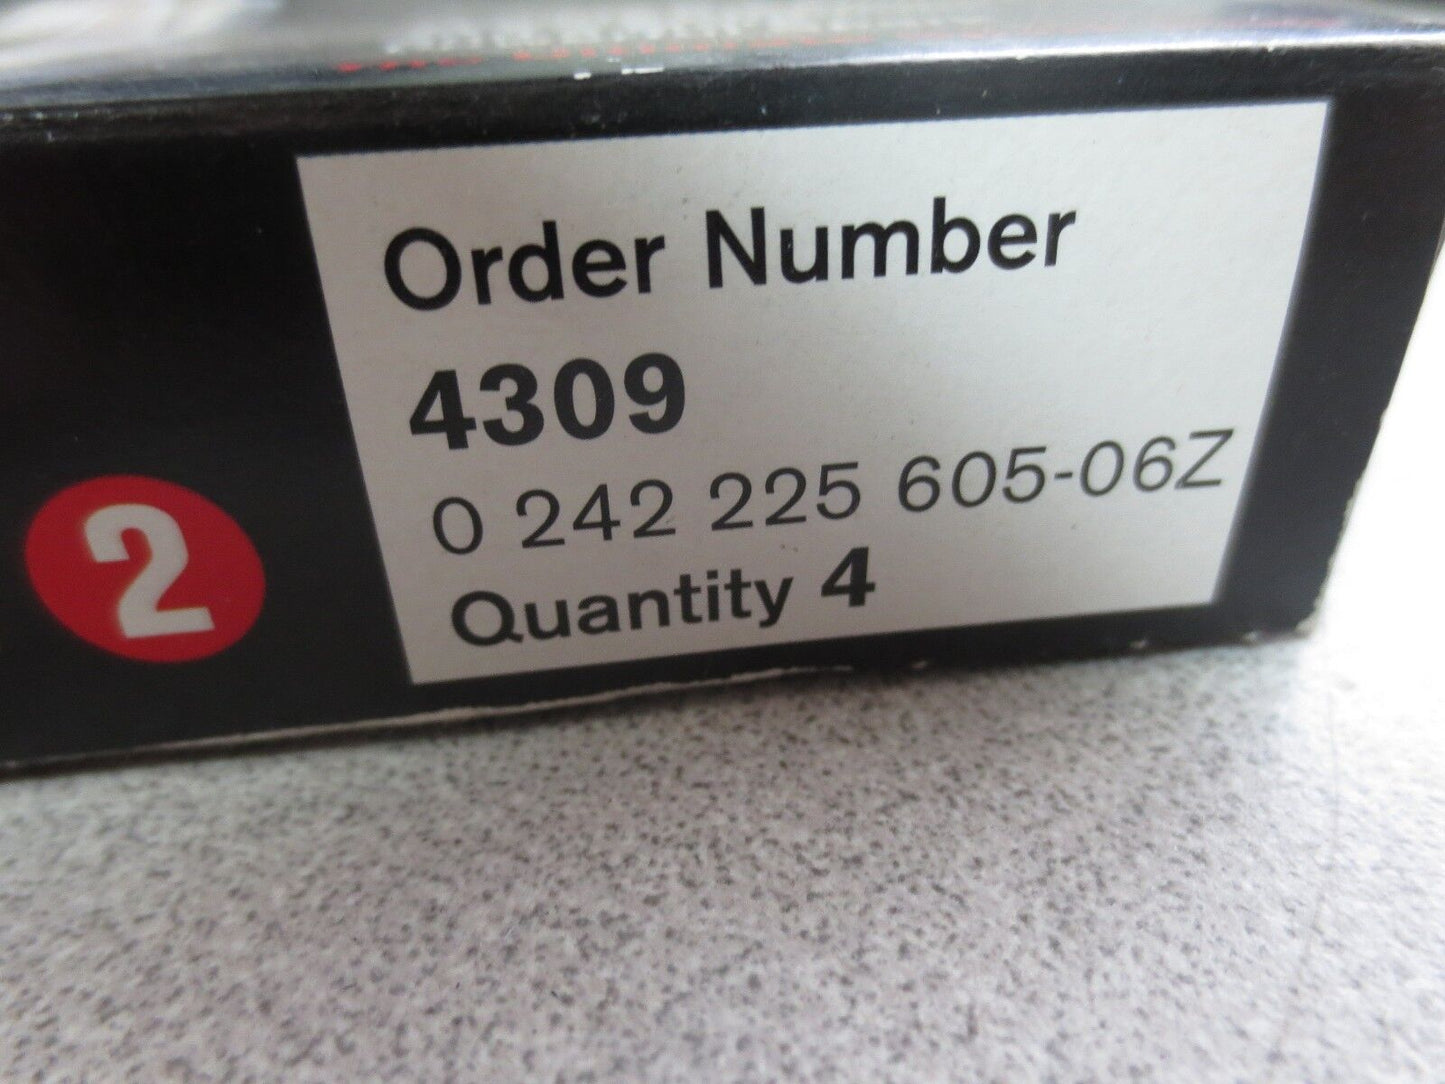 Order Number
4309
0 242 225 605-06Z
Quantity 4
2